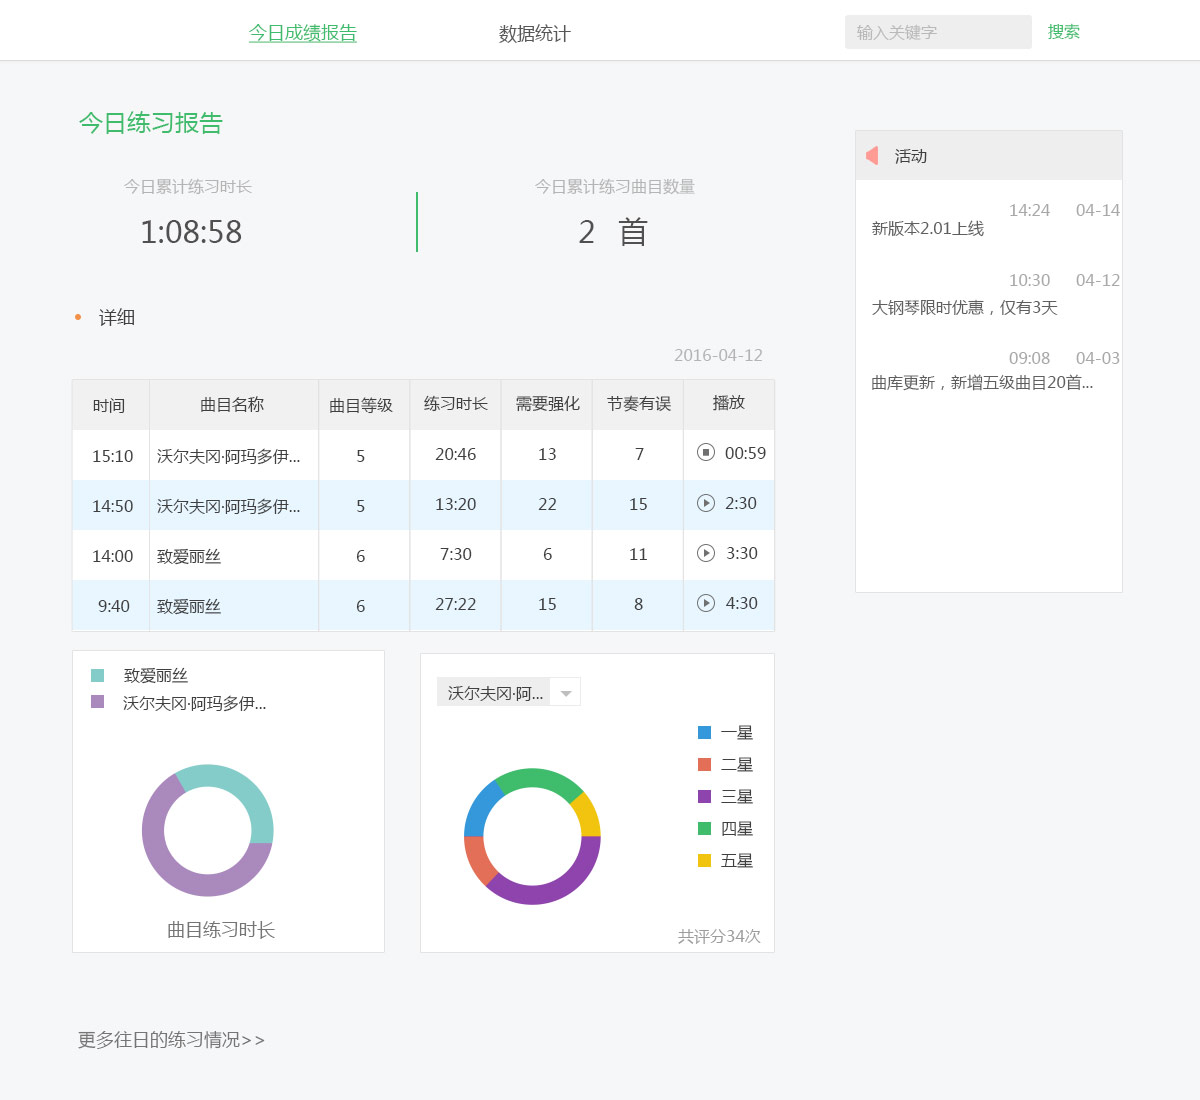 今日成绩报告 数据统计 输入关键字 搜索
今日练习报告
今日累计练习时长 今日累计练习曲目数量
1:08:58 2 首
详细
2016-04-12
时间 曲目名称 曲目等级 练习时长 需要强化 节奏有误 播放
15:10 沃尔夫冈·阿玛多伊... 5 20:46 13 7 00:59
14:50 沃尔夫冈·阿玛多伊... 5 13:20 22 15 2:30
14:00 致爱丽丝 6 7:30 6 11 3:30
9:40 致爱丽丝 6 27:22 15 8 4:30
致爱丽丝
沃尔夫冈·阿玛多伊...
曲目练习时长
沃尔夫冈·阿...
一星
二星
三星
四星
五星
共评分34次
活动
14:24 04-14
新版本2.01上线
10:30 04-12
大钢琴限时优惠，仅有3天
09:08 04-03
曲库更新，新增五级曲目20首...
更多往日的练习情况>>